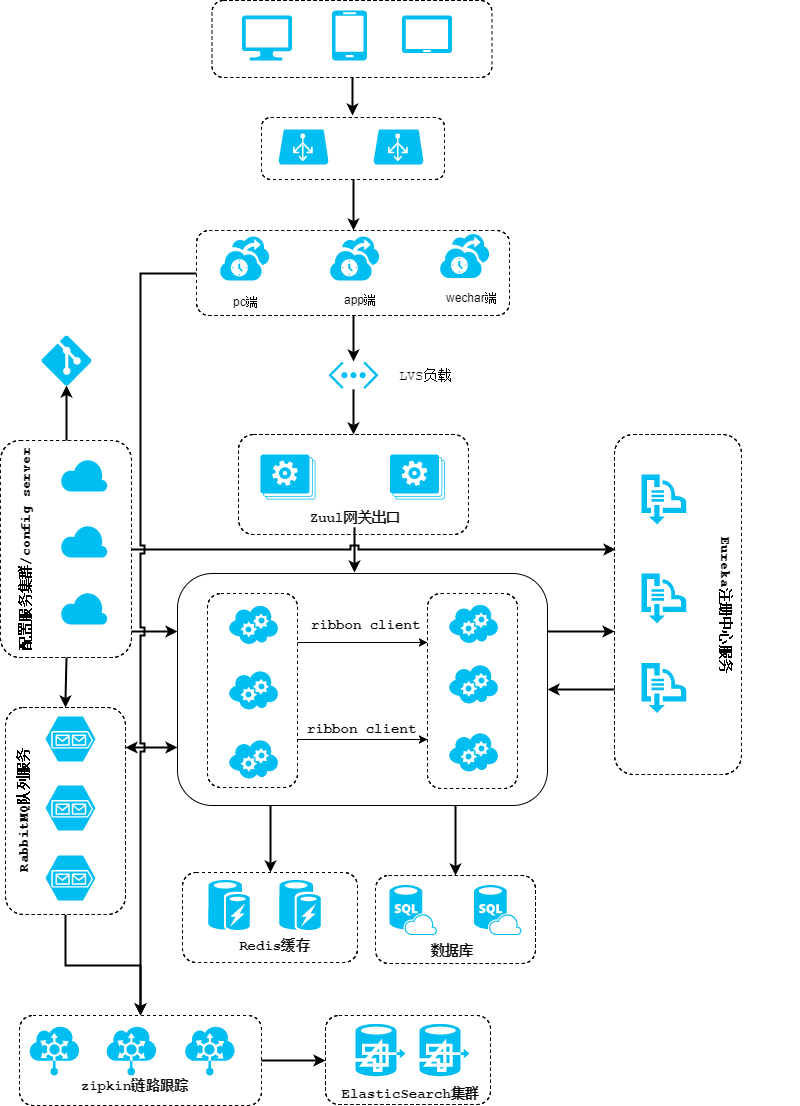 pc端
app端
wechar端
LVS负载
Zuul网关出口
配置服务集群/config server
Eureka注册中心服务
ribbon client
ribbon client
RabbitMQ队列服务
Redis缓存
数据库
SQL
SQL
zipkin链路跟踪
ElasticSearch集群